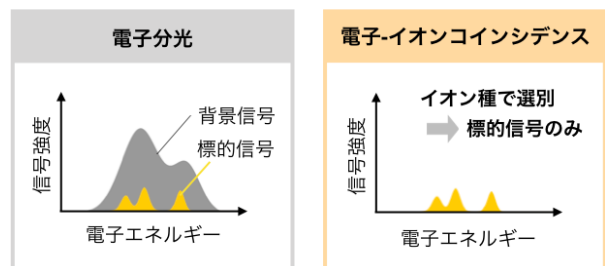 電子分光
背景信号
標的信号
信号強度
電子エネルギー
電子-イオンコインシデンス
イオン種で選別
標的信号のみ
信号強度
電子エネルギー